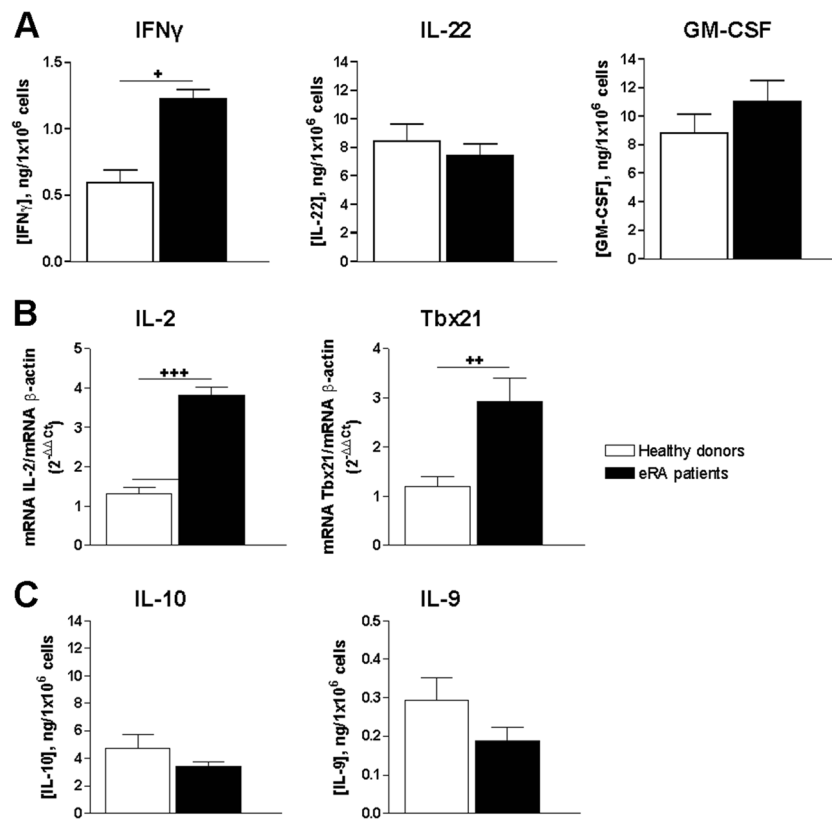 A
IFNγ
IL-22
GM-CSF
[IFNγ], ng/1x10⁶ cells
1.5
1.0
0.5
0.0
+
[IL-22], ng/1x10⁶ cells
14
12
10
8
6
4
2
0
[GM-CSF], ng/1x10⁶ cells
14
12
10
8
6
4
2
0
B
IL-2
Tbx21
mRNA IL-2/mRNA β-actin
(2^-ΔΔCt)
5
4
3
2
1
0
+++
mRNA Tbx21/mRNA β-actin
(2^-ΔΔCt)
4
3
2
1
0
++
Healthy donors
eRA patients
C
IL-10
IL-9
[IL-10], ng/1x10⁶ cells
14
12
10
8
6
4
2
0
[IL-9], ng/1x10⁶ cells
0.5
0.4
0.3
0.2
0.1
0.0